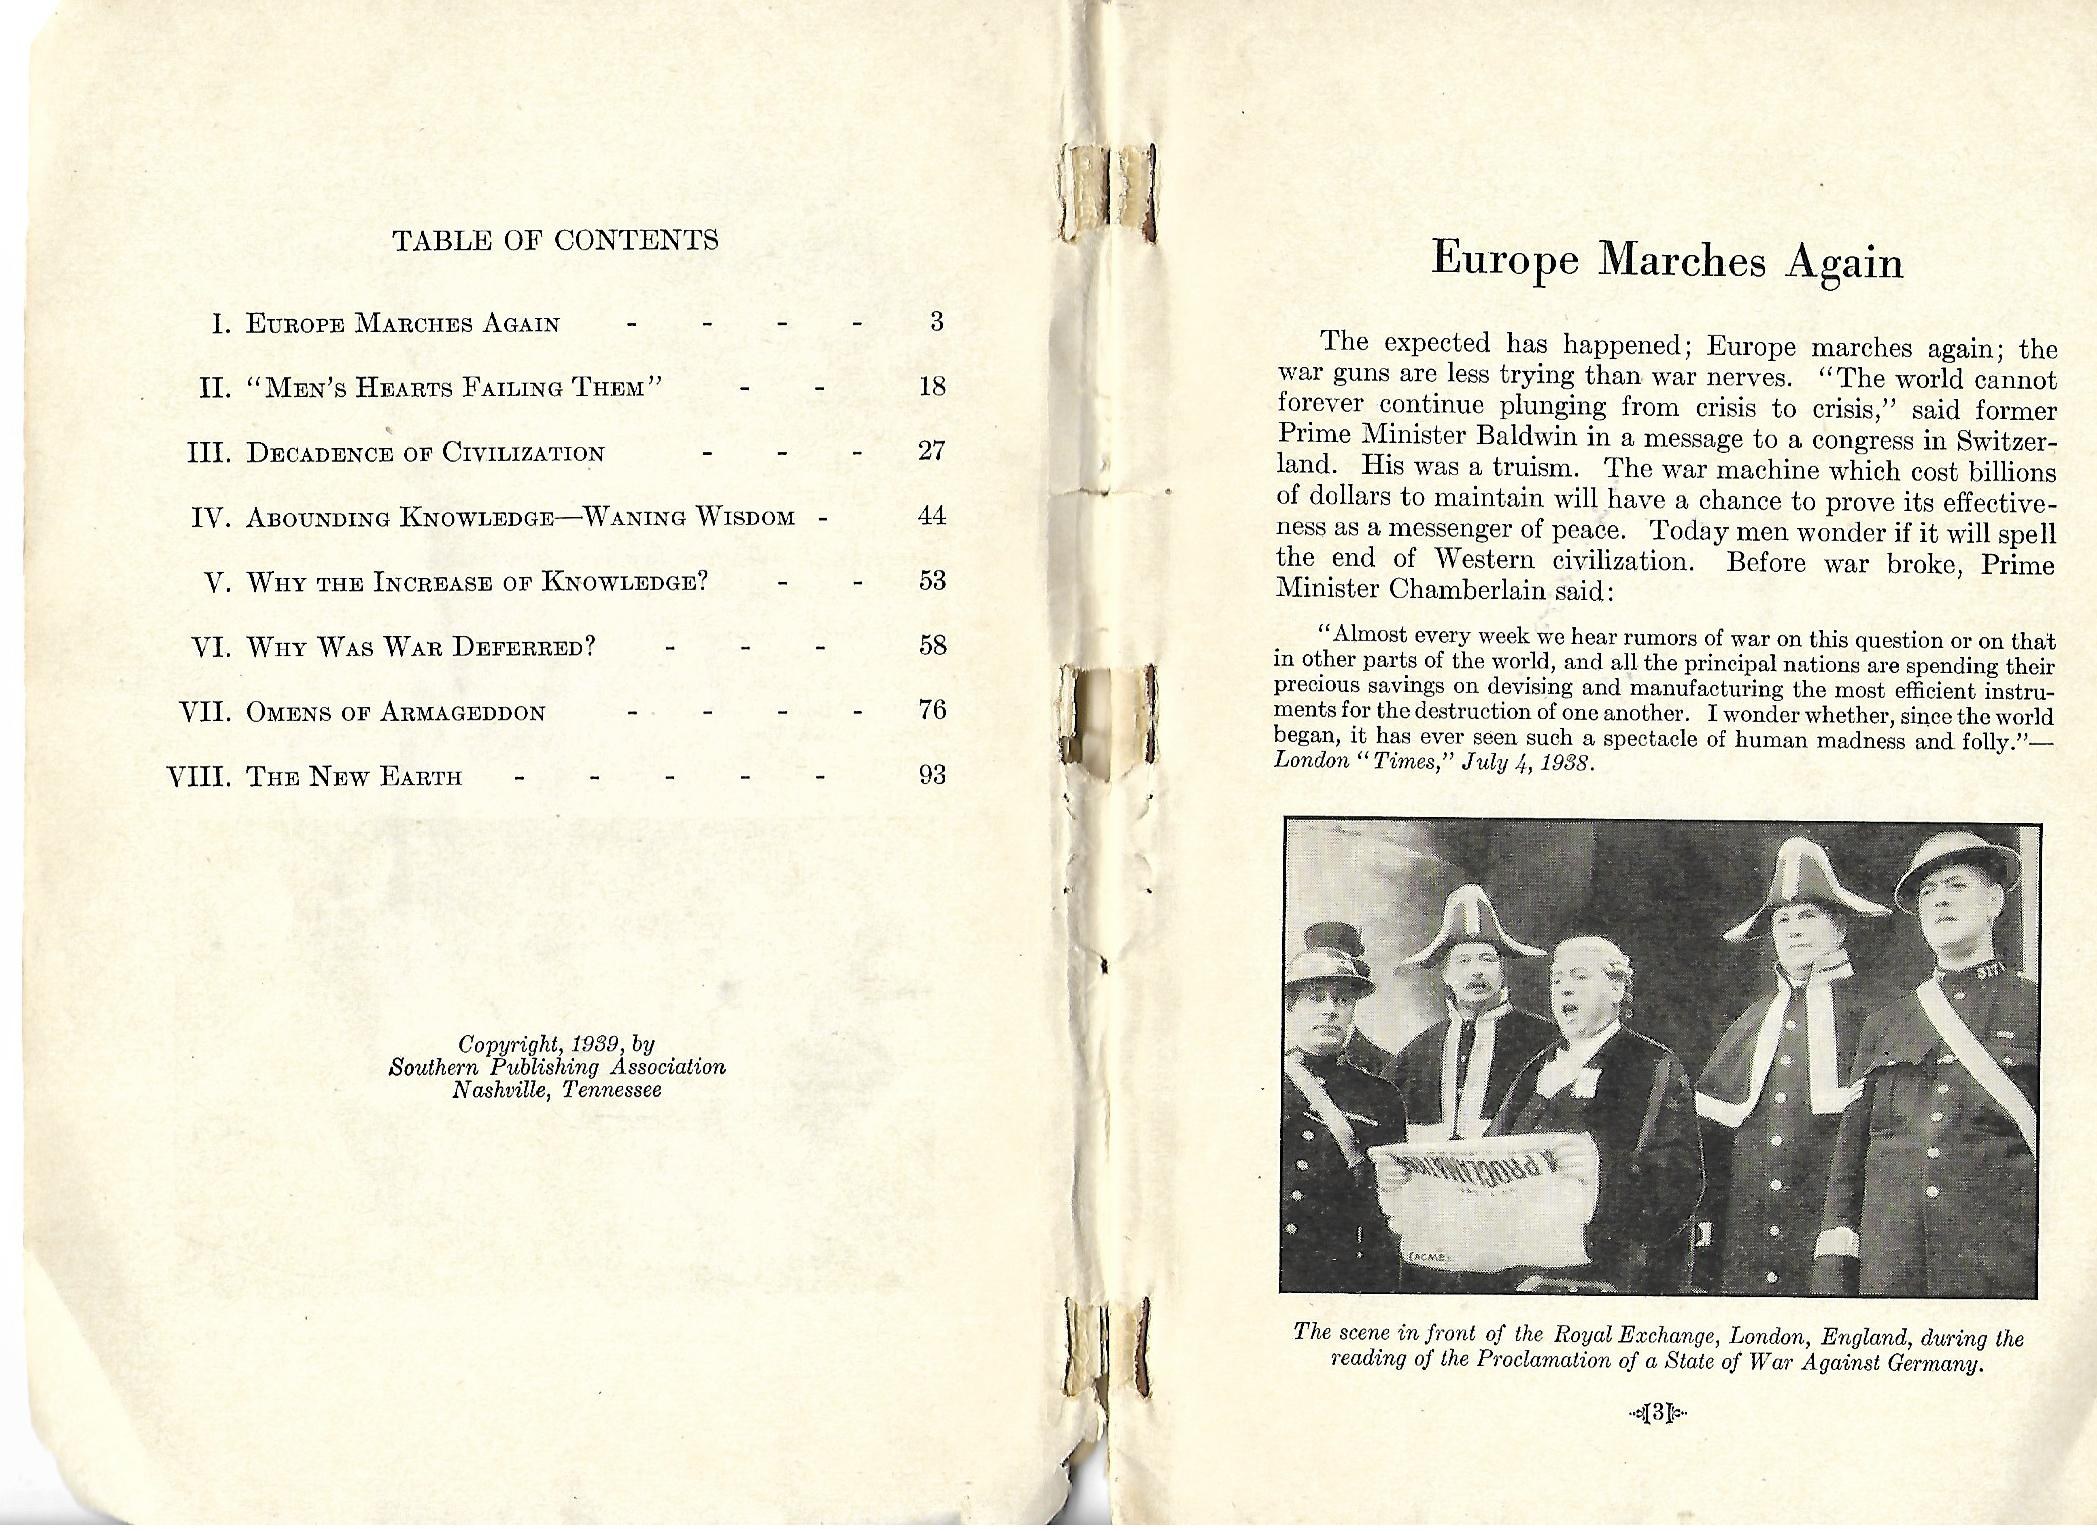 TABLE OF CONTENTS
I. EUROPE MARCHES AGAIN - - - - 3
II. “MEN’S HEARTS FAILING THEM” - - 18
III. DECADENCE OF CIVILIZATION - - - 27
IV. ABOUNDING KNOWLEDGE—WANING WISDOM - 44
V. WHY THE INCREASE OF KNOWLEDGE? - - 53
VI. WHY WAS WAR DEFERRED? - - - 58
VII. OMENS OF ARMAGEDDON - - - - 76
VIII. THE NEW EARTH - - - - - 93
Copyright, 1939, by
Southern Publishing Association
Nashville, Tennessee
Europe Marches Again
The expected has happened; Europe marches again; the
war guns are less trying than war nerves. “The world cannot
forever continue plunging from crisis to crisis,” said former
Prime Minister Baldwin in a message to a congress in Switzer-
land. His was a truism. The war machine which cost billions
of dollars to maintain will have a chance to prove its effective-
ness as a messenger of peace. Today men wonder if it will spell
the end of Western civilization. Before war broke, Prime
Minister Chamberlain said:
“Almost every week we hear rumors of war on this question or on that
in other parts of the world, and all the principal nations are spending their
precious savings on devising and manufacturing the most efficient instru-
ments for the destruction of one another. I wonder whether, since the world
began, it has ever seen such a spectacle of human madness and folly.”—
London “Times,” July 4, 1938.
517
A PROCLAMATION
(ACME)
The scene in front of the Royal Exchange, London, England, during the
reading of the Proclamation of a State of War Against Germany.
[3]